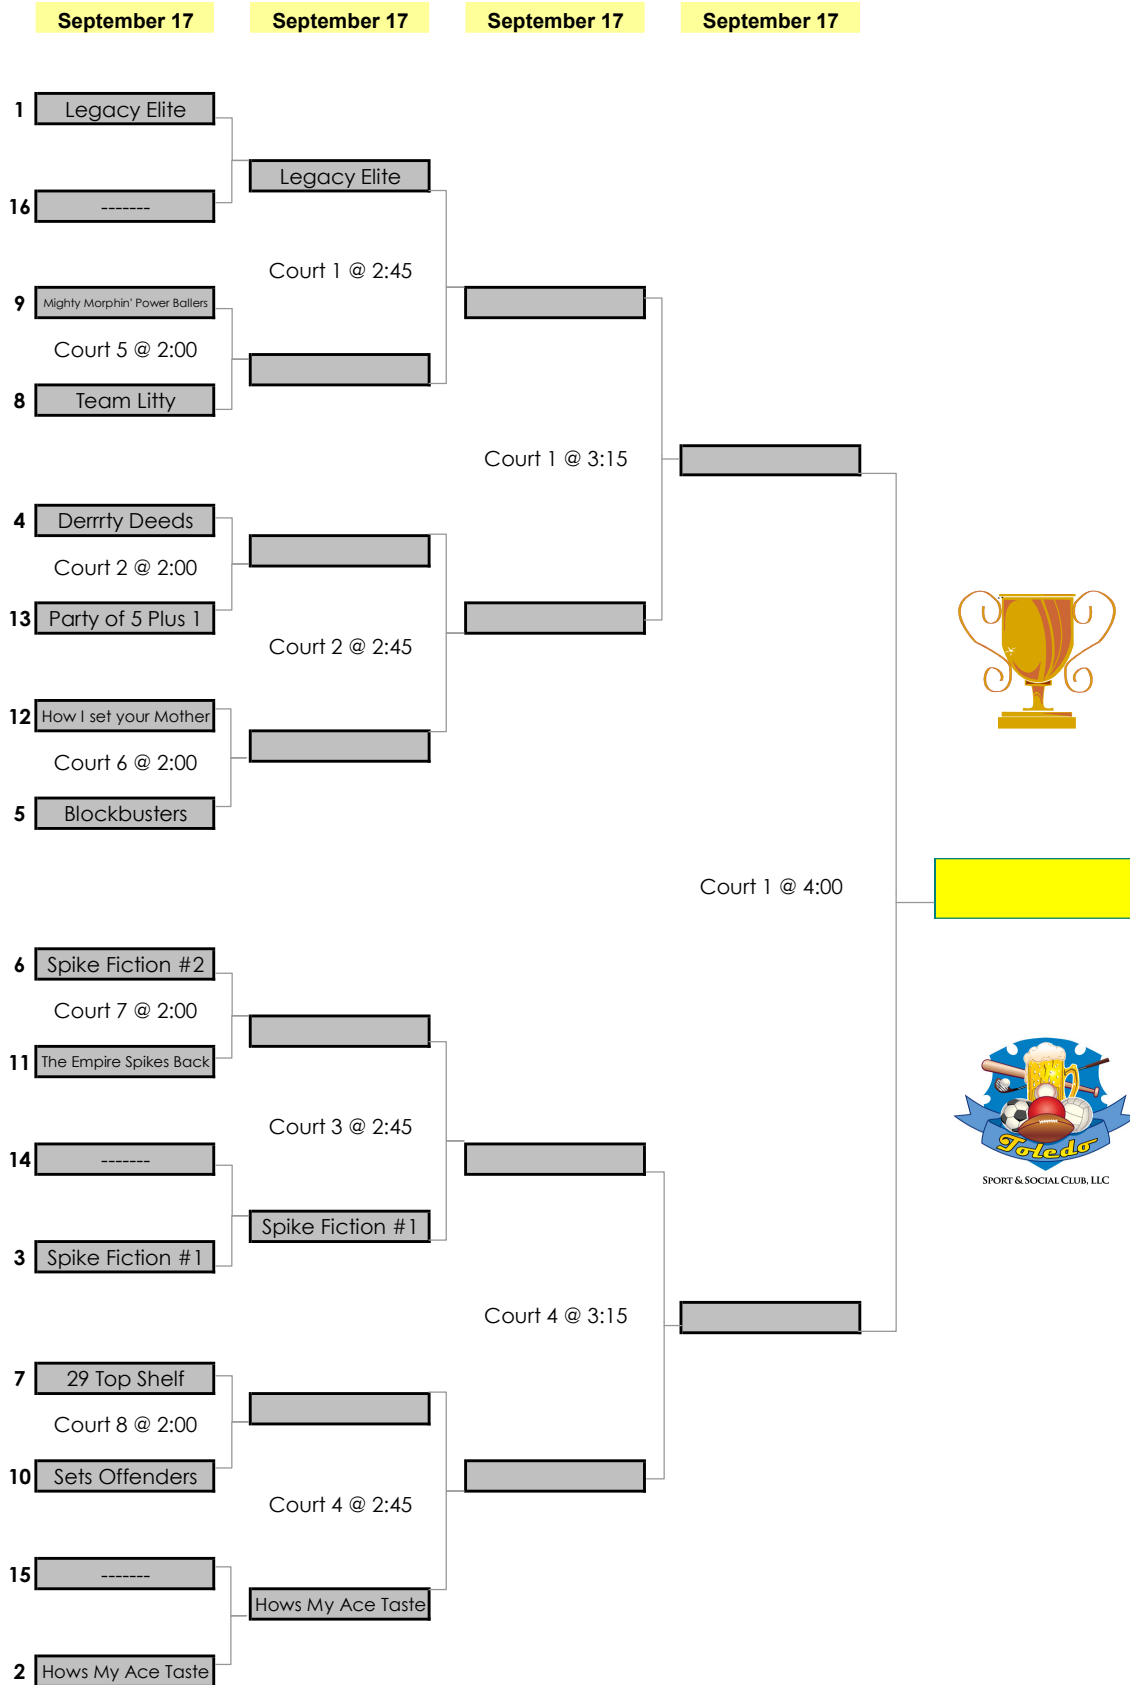 September 17 September 17 September 17 September 17
1 Legacy Elite
Legacy Elite
16 -------
Court 1 @ 2:45
9 Mighty Morphin' Power Ballers
Court 5 @ 2:00
8 Team Litty
Court 1 @ 3:15
4 Derrrty Deeds
Court 2 @ 2:00
13 Party of 5 Plus 1
Court 2 @ 2:45
12 How I set your Mother
Court 6 @ 2:00
5 Blockbusters
Court 1 @ 4:00
6 Spike Fiction #2
Court 7 @ 2:00
11 The Empire Spikes Back
Court 3 @ 2:45
14 -------
Spike Fiction #1
3 Spike Fiction #1
Toledo
SPORT & SOCIAL CLUB, LLC
Court 4 @ 3:15
7 29 Top Shelf
Court 8 @ 2:00
10 Sets Offenders
Court 4 @ 2:45
15 -------
Hows My Ace Taste
2 Hows My Ace Taste